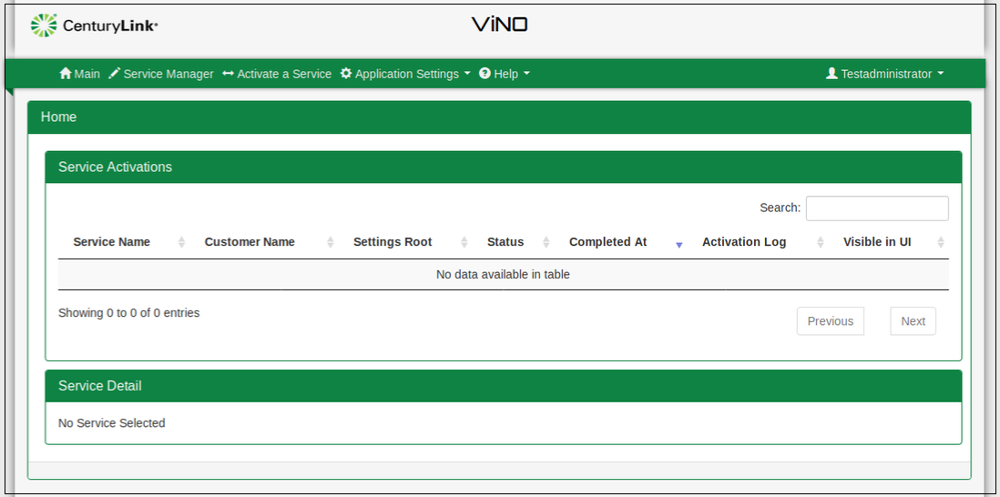 CenturyLink®
ViNO
Main Service Manager Activate a Service Application Settings Help Testadministrator
Home
Service Activations
Search:
Service Name Customer Name Settings Root Status Completed At Activation Log Visible in UI
No data available in table
Showing 0 to 0 of 0 entries
Previous Next
Service Detail
No Service Selected